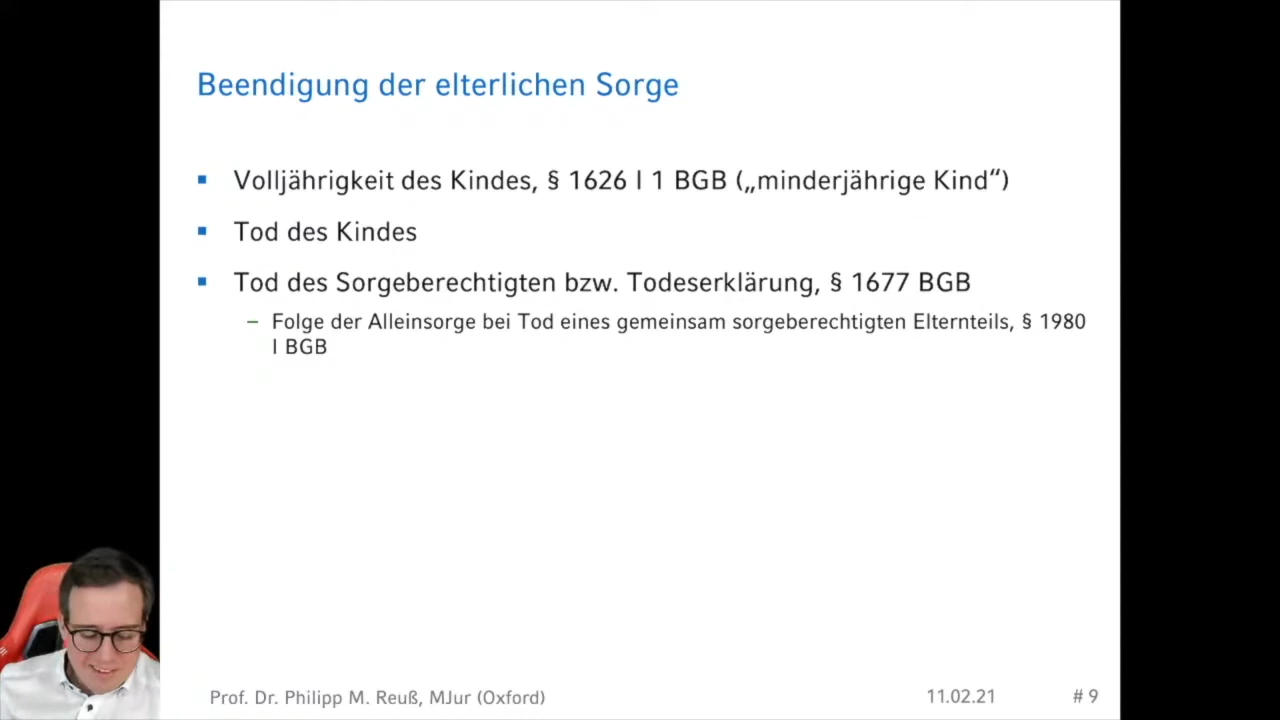 Beendigung der elterlichen Sorge
▪ Volljährigkeit des Kindes, § 1626 I 1 BGB („minderjährige Kind“)
▪ Tod des Kindes
▪ Tod des Sorgeberechtigten bzw. Todeserklärung, § 1677 BGB
– Folge der Alleinsorge bei Tod eines gemeinsam sorgeberechtigten Elternteils, § 1980
I BGB
Prof. Dr. Philipp M. Reuß, MJur (Oxford)
11.02.21
# 9